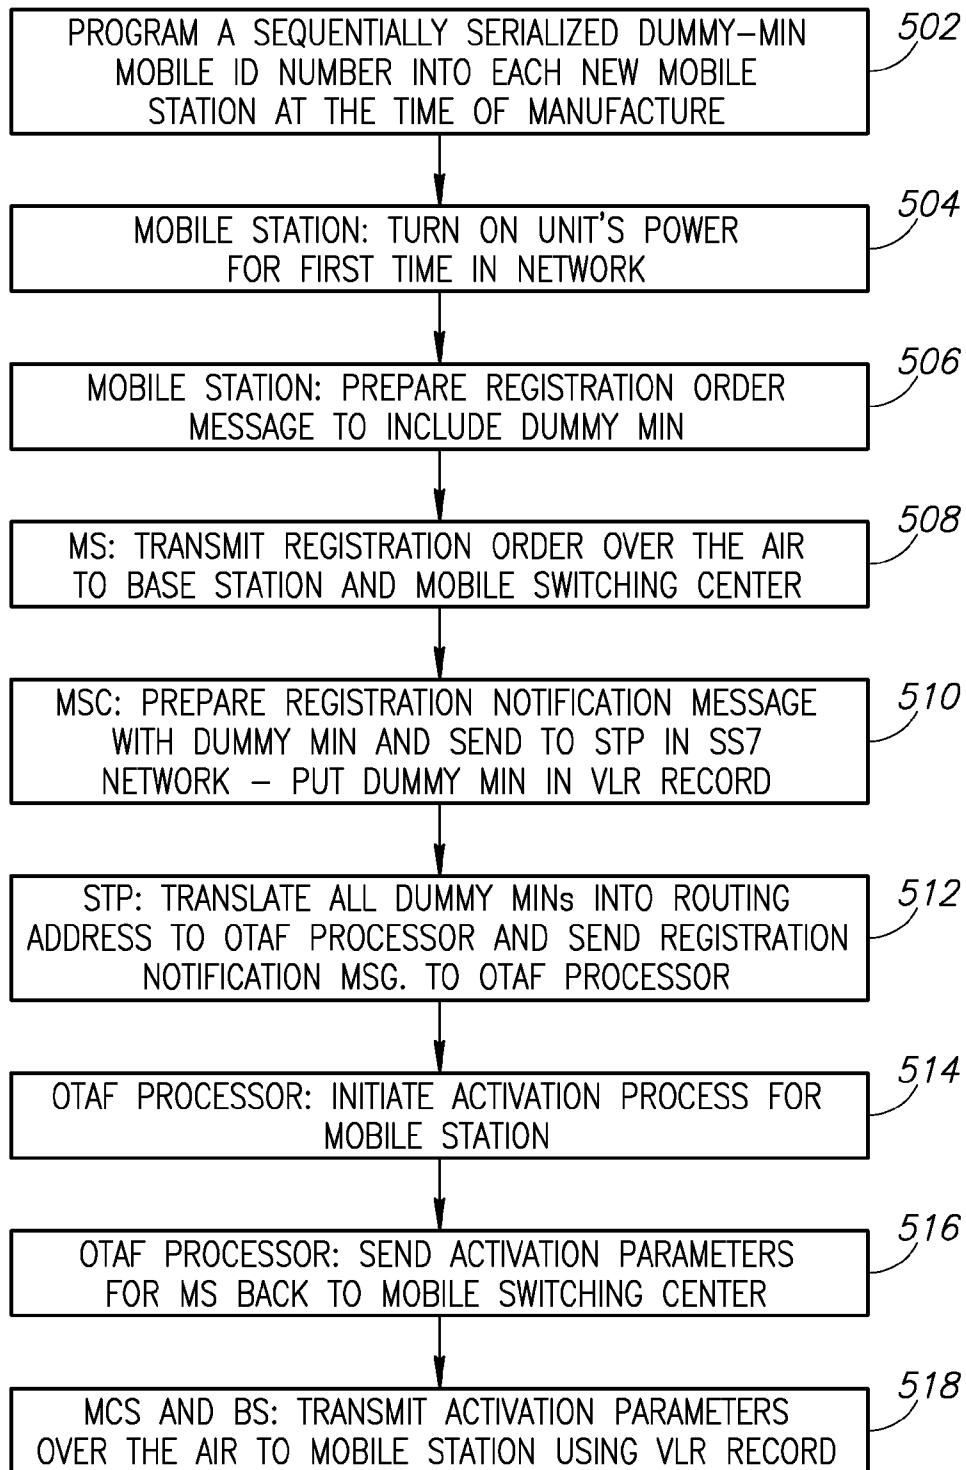 PROGRAM A SEQUENTIALLY SERIALIZED DUMMY-MIN
MOBILE ID NUMBER INTO EACH NEW MOBILE
STATION AT THE TIME OF MANUFACTURE
502
MOBILE STATION: TURN ON UNIT'S POWER
FOR FIRST TIME IN NETWORK
504
MOBILE STATION: PREPARE REGISTRATION ORDER
MESSAGE TO INCLUDE DUMMY MIN
506
MS: TRANSMIT REGISTRATION ORDER OVER THE AIR
TO BASE STATION AND MOBILE SWITCHING CENTER
508
MSC: PREPARE REGISTRATION NOTIFICATION MESSAGE
WITH DUMMY MIN AND SEND TO STP IN SS7
NETWORK – PUT DUMMY MIN IN VLR RECORD
510
STP: TRANSLATE ALL DUMMY MINs INTO ROUTING
ADDRESS TO OTAF PROCESSOR AND SEND REGISTRATION
NOTIFICATION MSG. TO OTAF PROCESSOR
512
OTAF PROCESSOR: INITIATE ACTIVATION PROCESS FOR
MOBILE STATION
514
OTAF PROCESSOR: SEND ACTIVATION PARAMETERS
FOR MS BACK TO MOBILE SWITCHING CENTER
516
MCS AND BS: TRANSMIT ACTIVATION PARAMETERS
OVER THE AIR TO MOBILE STATION USING VLR RECORD
518